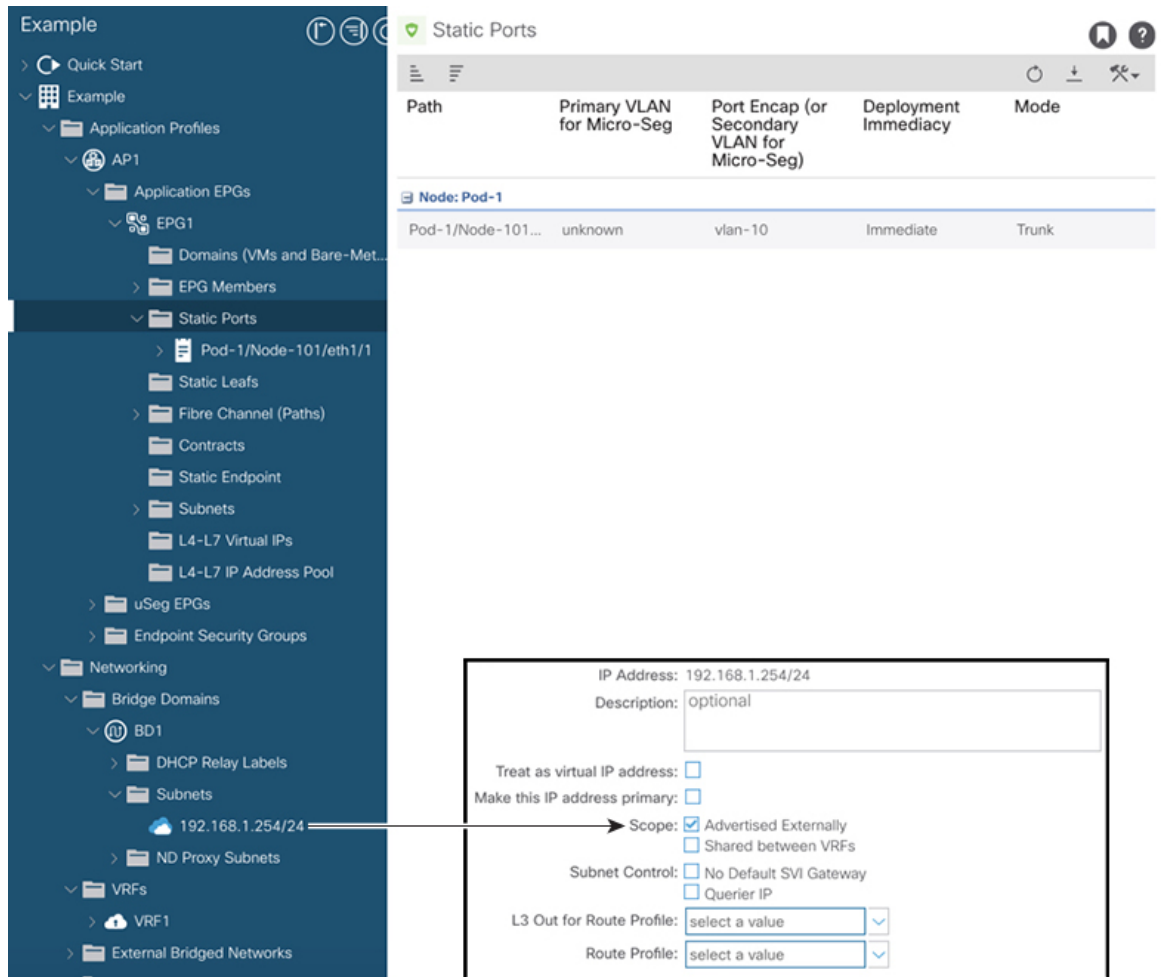 Example
Quick Start
Example
Application Profiles
AP1
Application EPGs
EPG1
Domains (VMs and Bare-Met...
EPG Members
Static Ports
Pod-1/Node-101/eth1/1
Static Leafs
Fibre Channel (Paths)
Contracts
Static Endpoint
Subnets
L4-L7 Virtual IPs
L4-L7 IP Address Pool
uSeg EPGs
Endpoint Security Groups
Networking
Bridge Domains
BD1
DHCP Relay Labels
Subnets
192.168.1.254/24
ND Proxy Subnets
VRFs
VRF1
External Bridged Networks
Static Ports
?
Path
Primary VLAN
for Micro-Seg
Port Encap (or
Secondary
VLAN for
Micro-Seg)
Deployment
Immediacy
Mode
Node: Pod-1
Pod-1/Node-101... unknown vlan-10 Immediate Trunk
IP Address: 192.168.1.254/24
Description: optional
Treat as virtual IP address:
Make this IP address primary:
Scope: Advertised Externally
Shared between VRFs
Subnet Control: No Default SVI Gateway
Querier IP
L3 Out for Route Profile: select a value
Route Profile: select a value